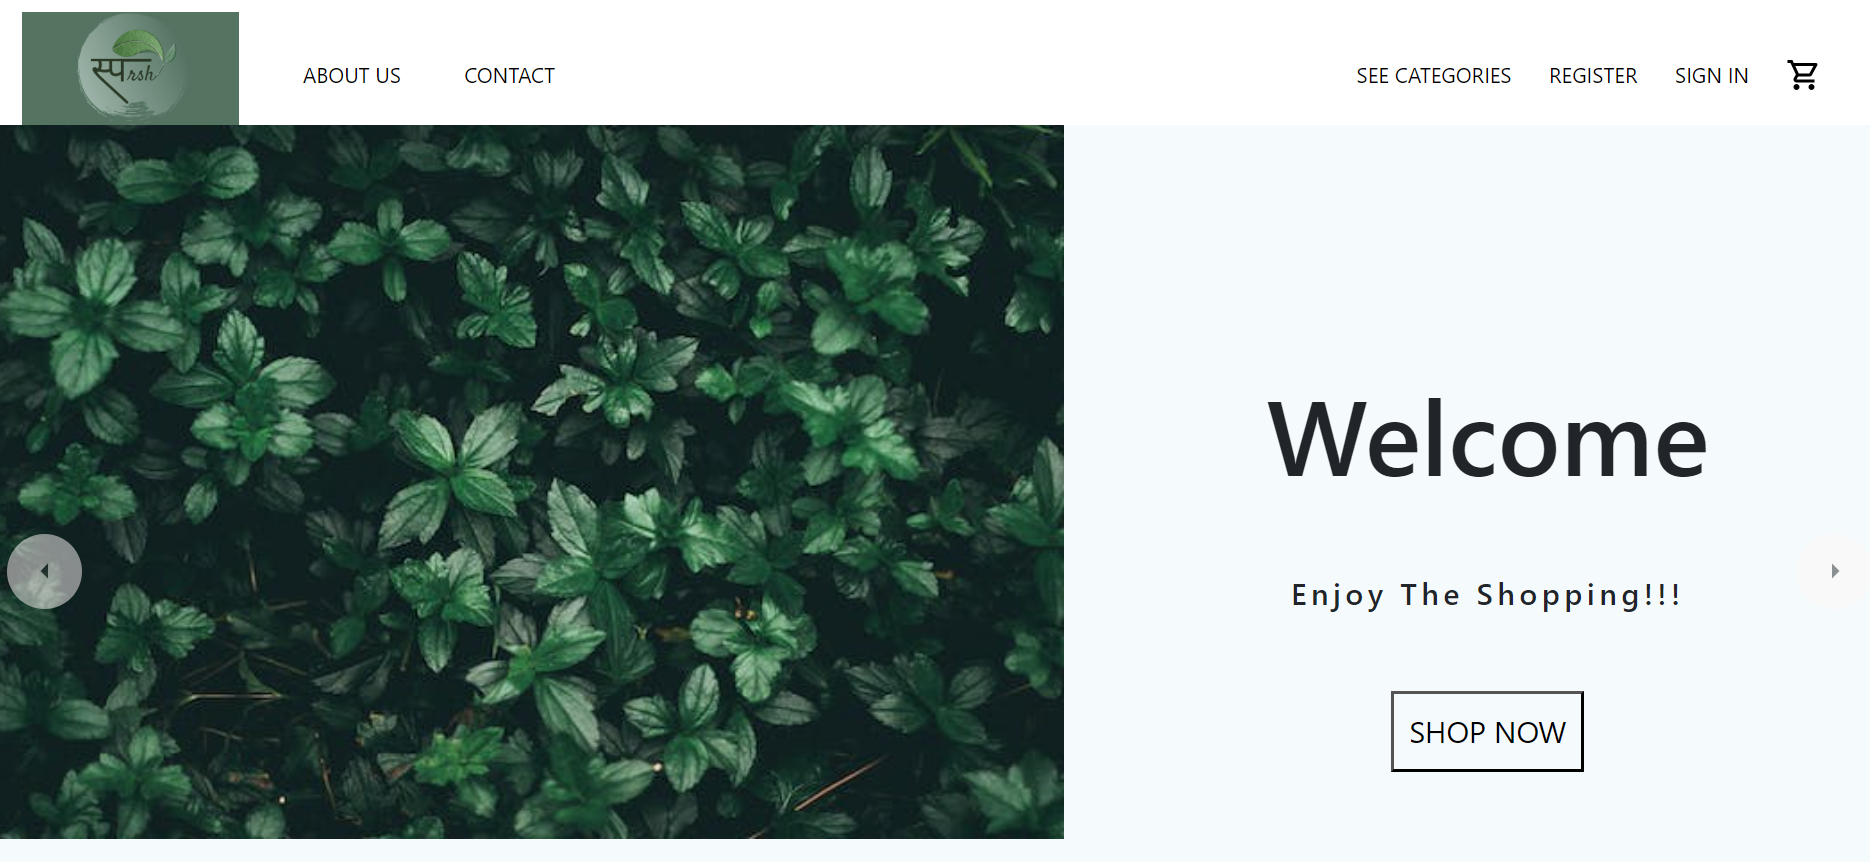 स्पrsh
ABOUT US
CONTACT
SEE CATEGORIES
REGISTER
SIGN IN
Welcome
Enjoy The Shopping!!!
SHOP NOW